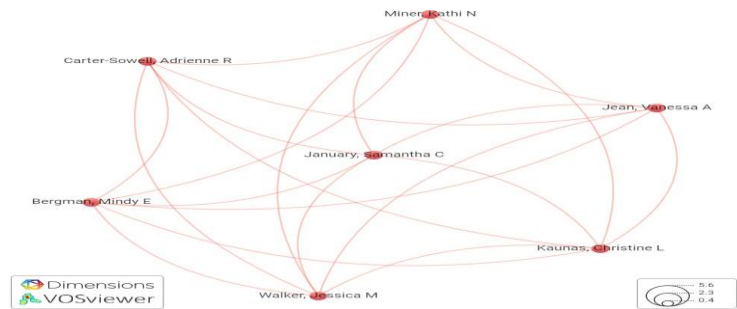 Miner, Kathi N
Carter-Sowell, Adrienne R
Jean, Vanessa A
January, Samantha C
Bergman, Mindy E
Kaunas, Christine L
Walker, Jessica M
Dimensions
VOSviewer
5.6
2.3
0.4